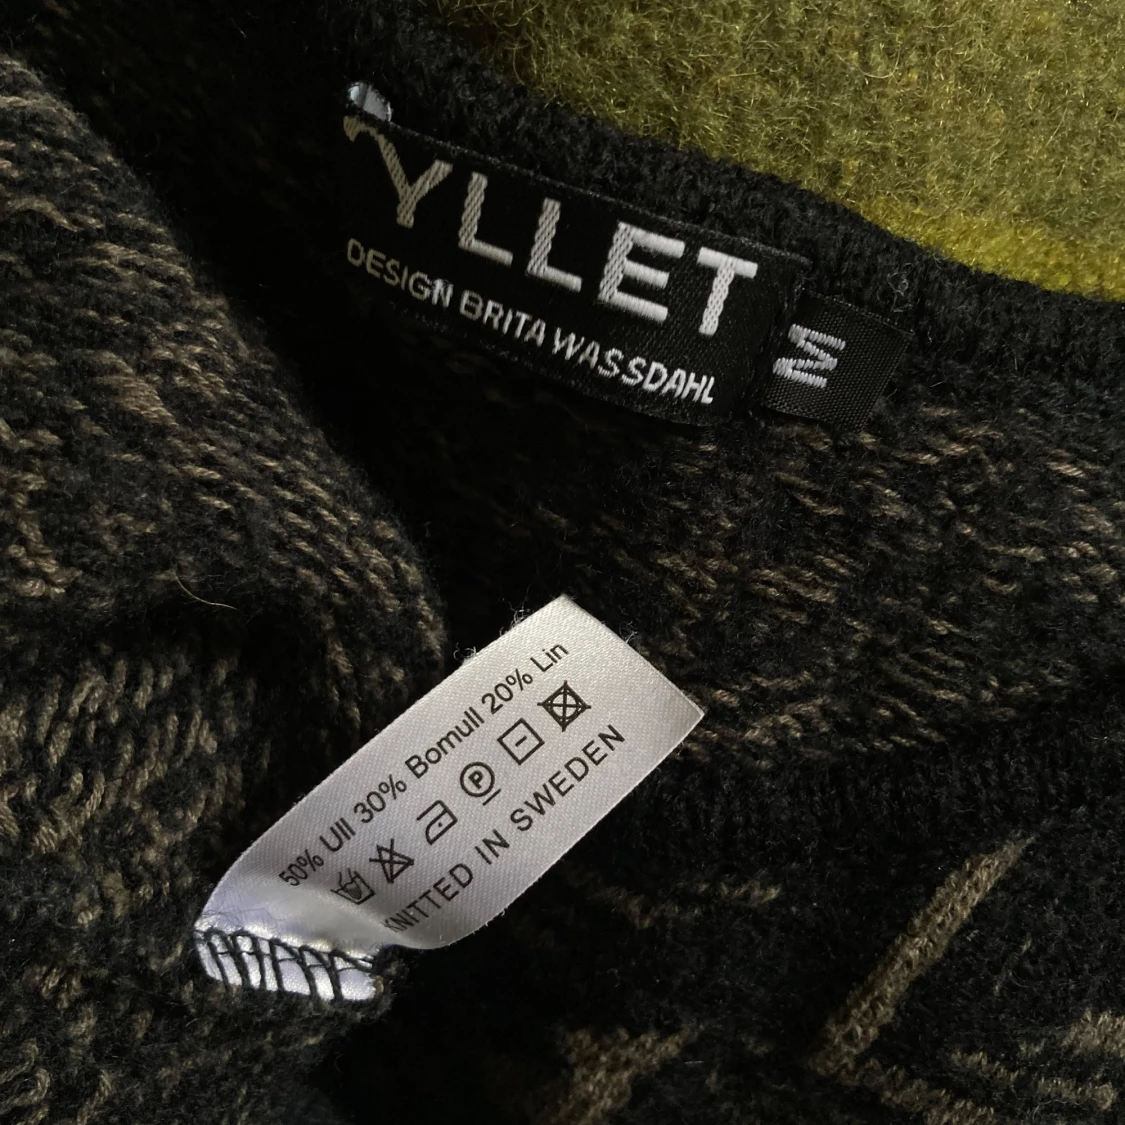 YLLET
DESIGN BRITA WASSDAHL
M
50% Ull 30% Bomull 20% Lin
P
KNITTED IN SWEDEN